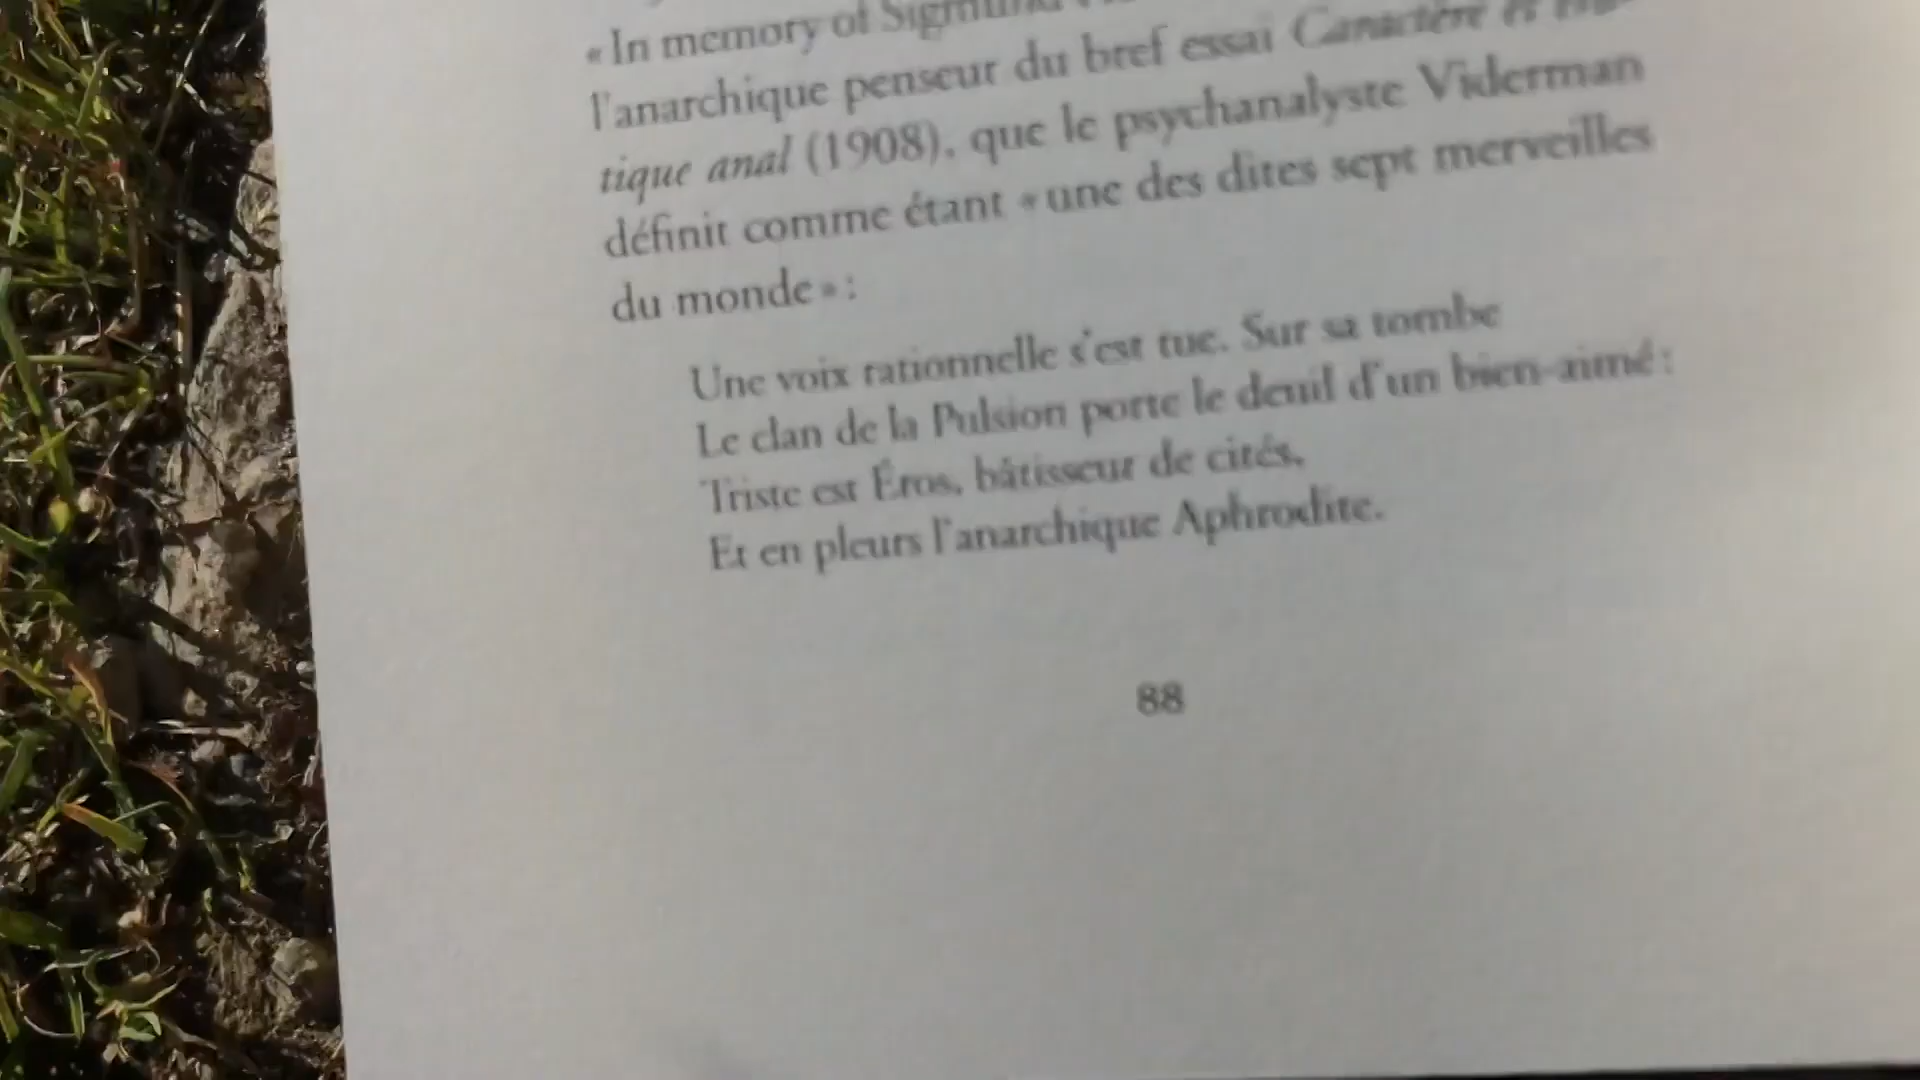 « In memory of Sigmund
l'anarchique penseur du bref essai Caractère et
tique anal (1908), que le psychanalyste Viderman
définit comme étant « une des dites sept merveilles
du monde » :
Une voix rationnelle s'est tue. Sur sa tombe
Le clan de la Pulsion porte le deuil d'un bien-aimé :
Triste est Éros, bâtisseur de cités,
Et en pleurs l'anarchique Aphrodite.
88